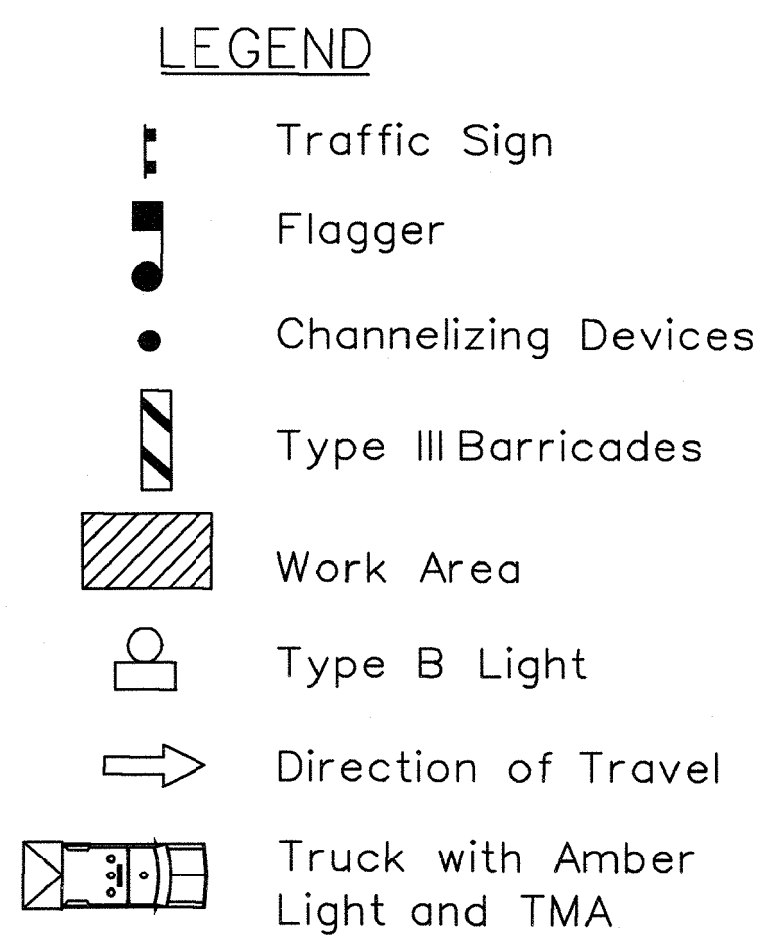 LEGEND
Traffic Sign
Flagger
Channelizing Devices
Type III Barricades
Work Area
Type B Light
Direction of Travel
Truck with Amber
Light and TMA